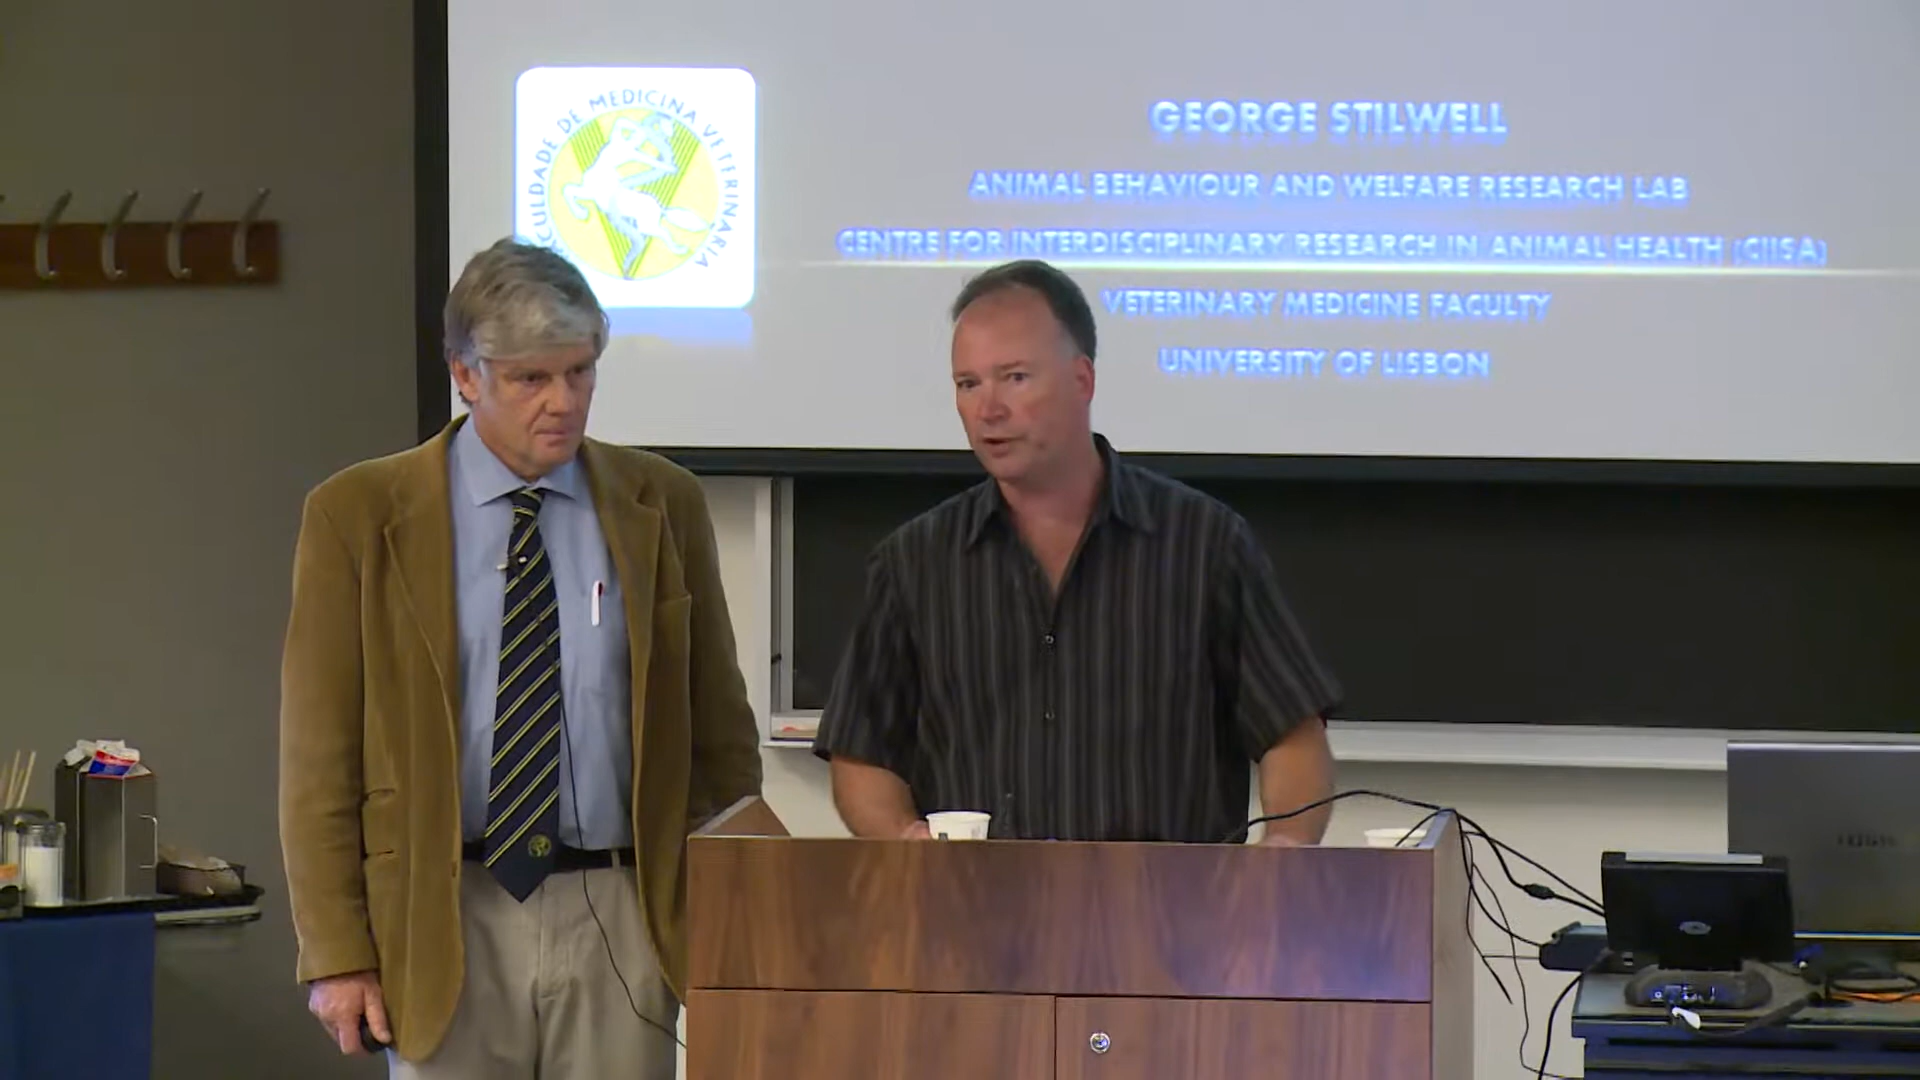 FACULDADE DE MEDICINA VETERINÁRIA
GEORGE STILWELL
ANIMAL BEHAVIOUR AND WELFARE RESEARCH LAB
CENTRE FOR INTERDISCIPLINARY RESEARCH IN ANIMAL HEALTH (CIISA)
VETERINARY MEDICINE FACULTY
UNIVERSITY OF LISBON